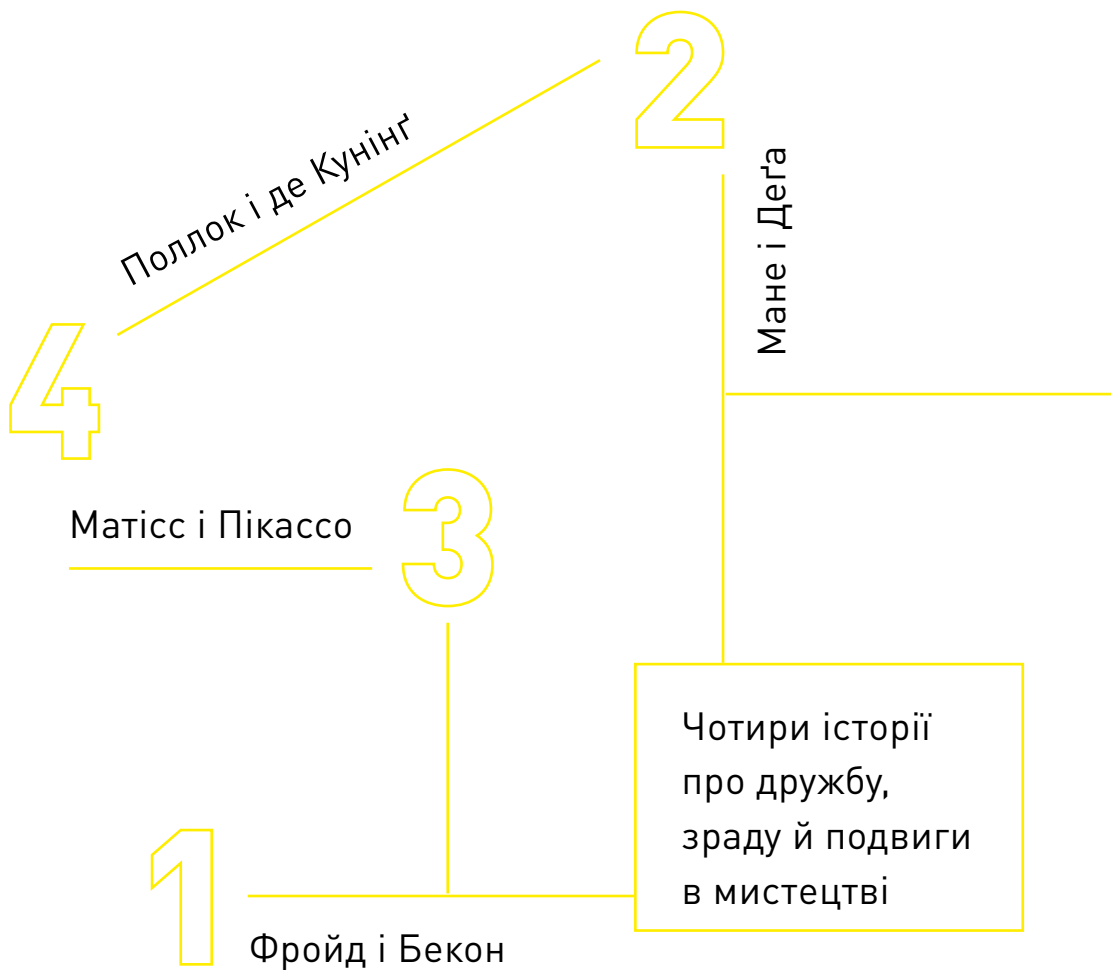 2
Поллок і де Кунінґ
Мане і Деґа
4
Матісс і Пікассо
3
Чотири історії
про дружбу,
зраду й подвиги
в мистецтві
1
Фройд і Бекон